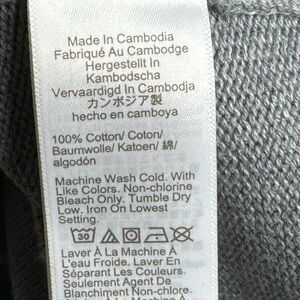 Made In Cambodia
Fabriqué Au Cambodge
Hergestellt In
Kambodscha
Vervaardigd In Cambodja
カンボジア製
hecho en camboya
100% Cotton/ Coton/
Baumwolle/ Katoen/ 綿/
algodón
Machine Wash Cold. With
Like Colors. Non-chlorine
Bleach Only. Tumble Dry
Low. Iron On Lowest
Setting.
30
Laver À La Machine À
L'eau Froide. Laver En
Séparant Les Couleurs.
Seulement Agent De
Blanchiment Non-chlore.
À La Machine À